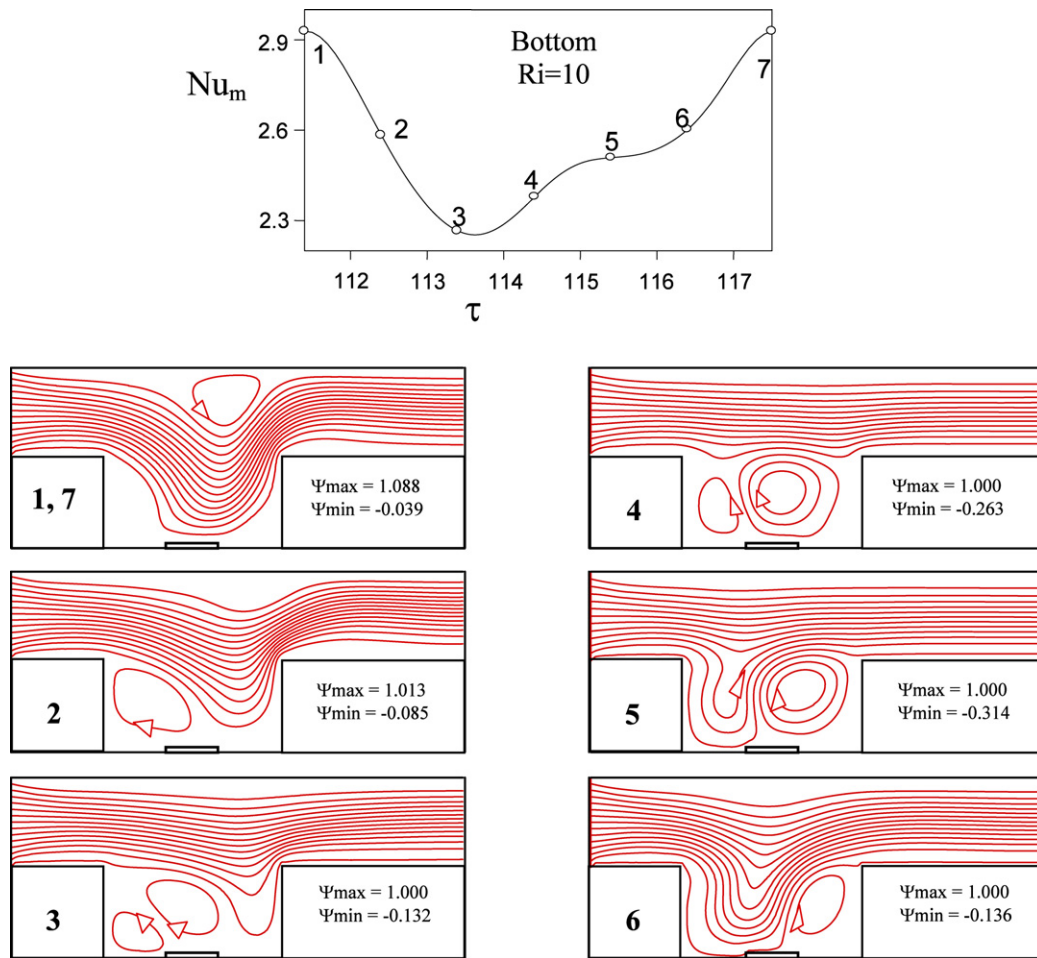 Bottom
Ri=10
Nu_m
2.9
2.6
2.3
1
2
3
4
5
6
7
112 113 114 115 116 117
τ
1, 7
Ψmax = 1.088
Ψmin = -0.039
4
Ψmax = 1.000
Ψmin = -0.263
2
Ψmax = 1.013
Ψmin = -0.085
5
Ψmax = 1.000
Ψmin = -0.314
3
Ψmax = 1.000
Ψmin = -0.132
6
Ψmax = 1.000
Ψmin = -0.136